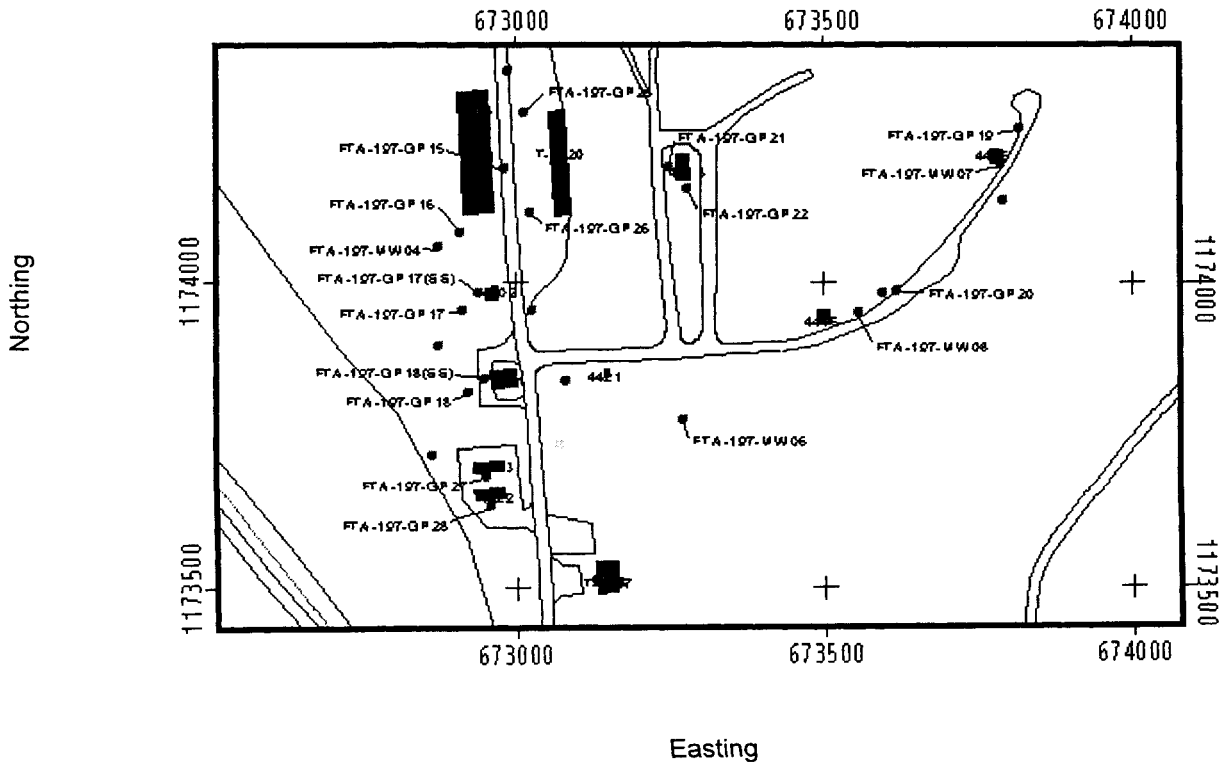 673000
673500
674000
FTA-197-GP25
FTA-197-GP15
FTA-197-GP21
FTA-197-GP19
FTA-197-MW07
FTA-197-GP22
FTA-197-GP16
FTA-197-GP26
FTA-197-MW04
Northing
1174000
1174000
FTA-197-GP17(SS)
FTA-197-GP20
FTA-197-GP17
FTA-197-MW08
FTA-197-GP18(SS)
4421
FTA-197-GP18
FTA-197-MW06
FTA-197-GP27
FTA-197-GP28
1173500
1173500
673000
673500
674000
Easting